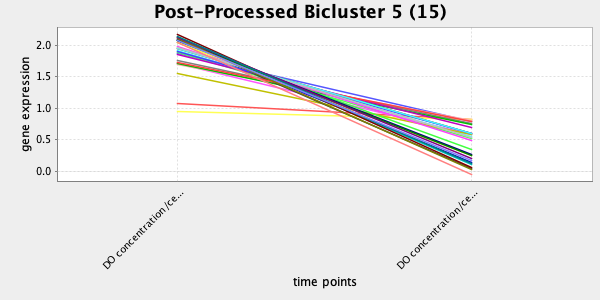 Post-Processed Bicluster 5 (15)
gene expression
2.0
1.5
1.0
0.5
0.0
DO concentration/ce...
DO concentration/ce...
time points